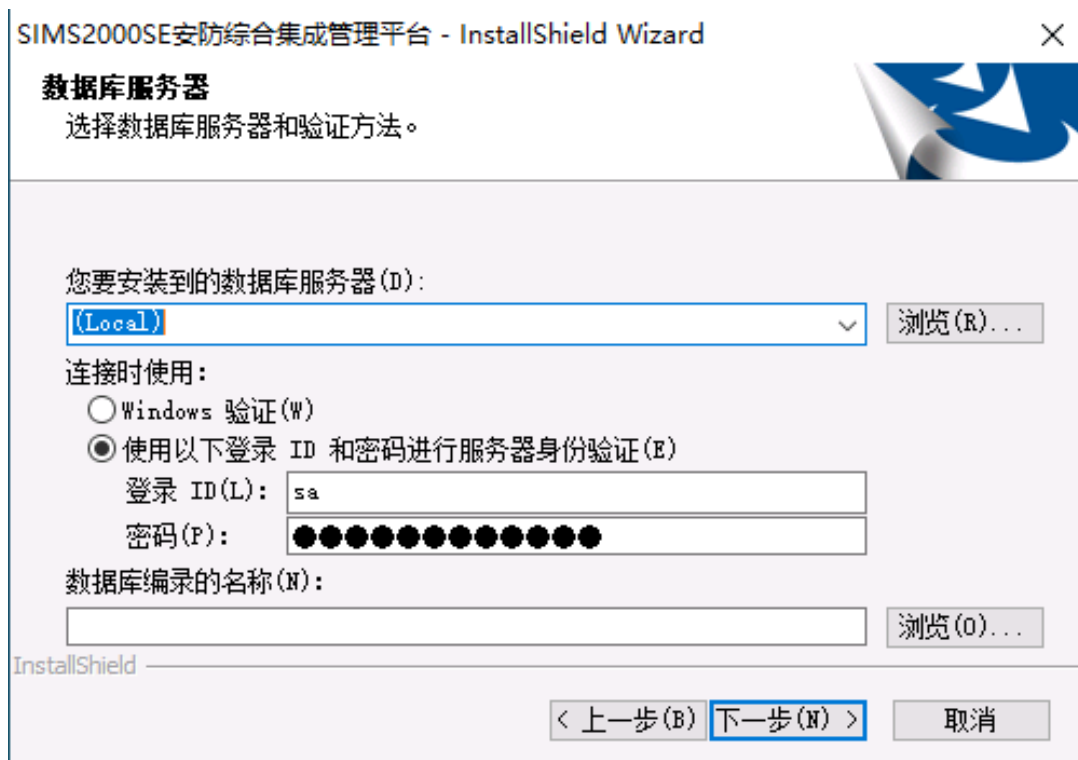 SIMS2000SE安防综合集成管理平台 - InstallShield Wizard
数据库服务器
选择数据库服务器和验证方法。
您要安装到的数据库服务器(D):
(Local)
浏览(R)...
连接时使用:
Windows 验证(W)
使用以下登录 ID 和密码进行服务器身份验证(E)
登录 ID(L): sa
密码(P): ●●●●●●●●●●●●
数据库编录的名称(N):
浏览(O)...
InstallShield
< 上一步(B) 下一步(N) > 取消